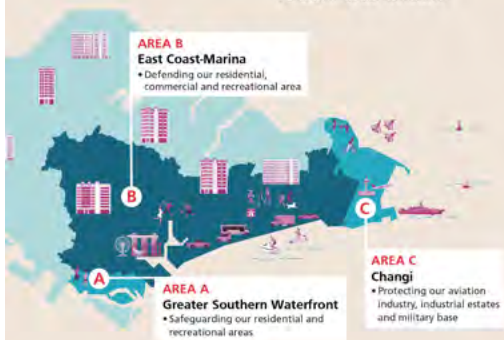 AREA B
East Coast-Marina
• Defending our residential,
commercial and recreational area
B
C
A
AREA A
Greater Southern Waterfront
• Safeguarding our residential and
recreational areas
AREA C
Changi
• Protecting our aviation
industry, industrial estates
and military base